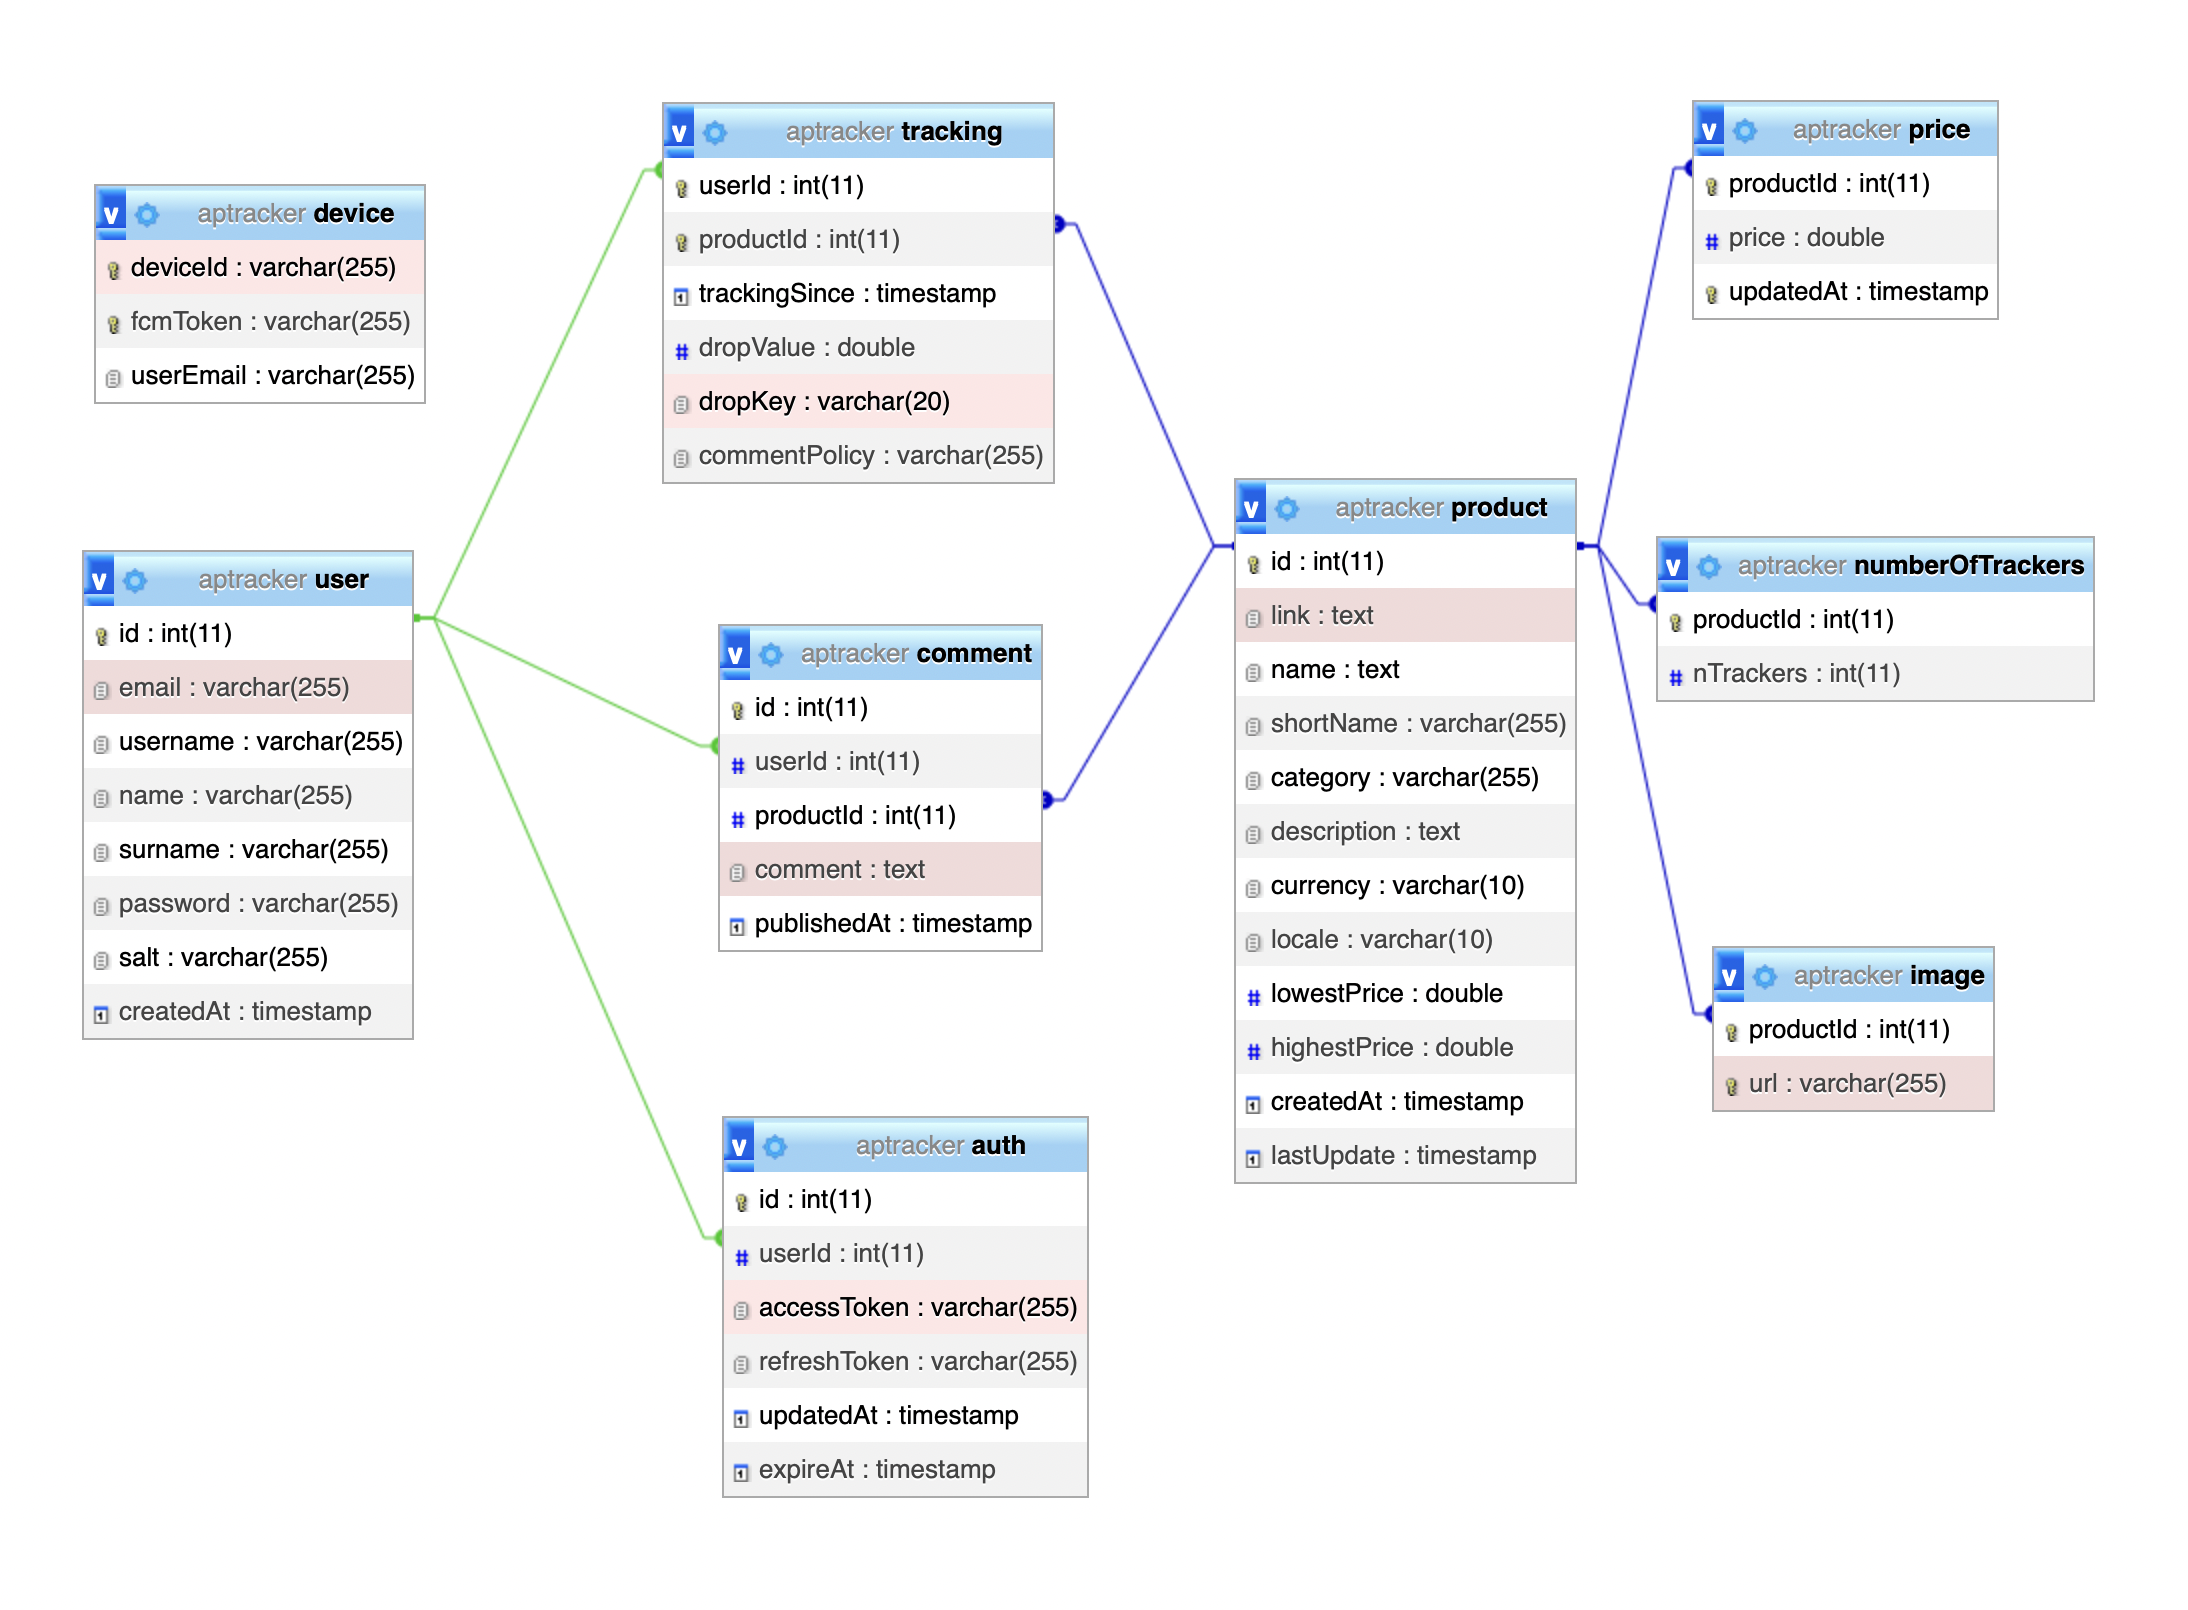 v aptracker device
deviceId : varchar(255)
fcmToken : varchar(255)
userEmail : varchar(255)
v aptracker user
id : int(11)
email : varchar(255)
username : varchar(255)
name : varchar(255)
surname : varchar(255)
password : varchar(255)
salt : varchar(255)
createdAt : timestamp
v aptracker tracking
userId : int(11)
productId : int(11)
trackingSince : timestamp
# dropValue : double
dropKey : varchar(20)
commentPolicy : varchar(255)
v aptracker comment
id : int(11)
# userId : int(11)
# productId : int(11)
comment : text
publishedAt : timestamp
v aptracker auth
id : int(11)
# userId : int(11)
accessToken : varchar(255)
refreshToken : varchar(255)
updatedAt : timestamp
expireAt : timestamp
v aptracker product
id : int(11)
link : text
name : text
shortName : varchar(255)
category : varchar(255)
description : text
currency : varchar(10)
locale : varchar(10)
# lowestPrice : double
# highestPrice : double
createdAt : timestamp
lastUpdate : timestamp
v aptracker price
productId : int(11)
# price : double
updatedAt : timestamp
v aptracker numberOfTrackers
productId : int(11)
# nTrackers : int(11)
v aptracker image
productId : int(11)
url : varchar(255)